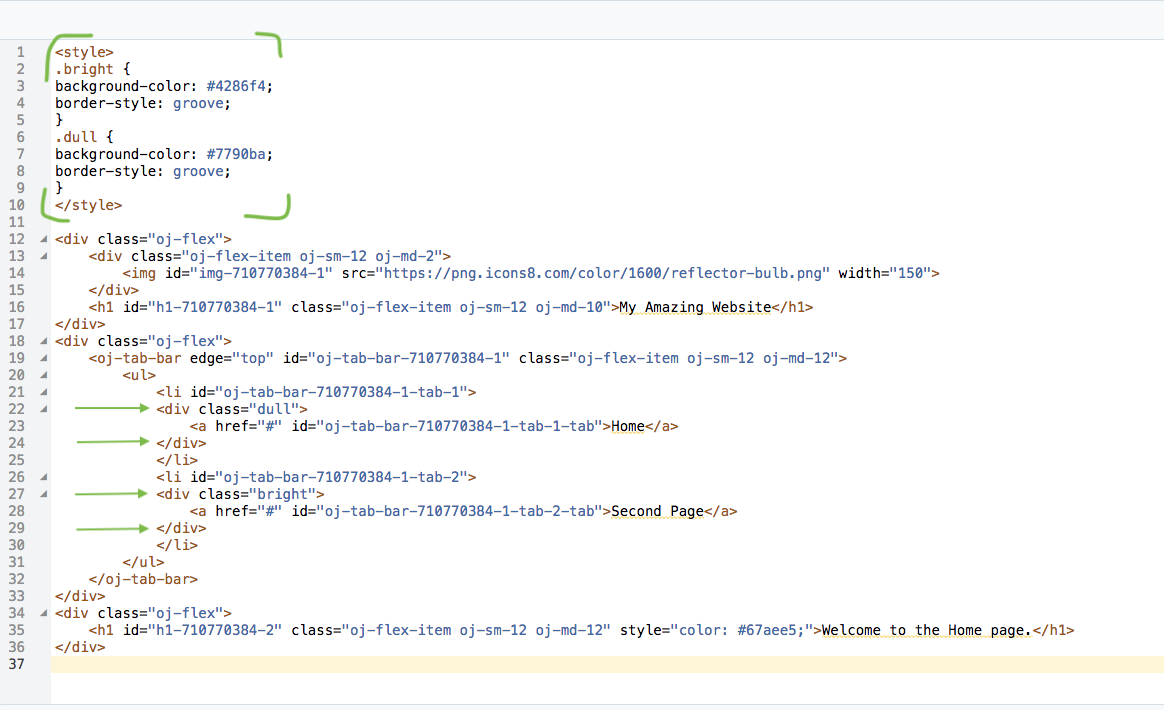 1 <style>
2 .bright {
3 background-color: #4286f4;
4 border-style: groove;
5 }
6 .dull {
7 background-color: #7790ba;
8 border-style: groove;
9 }
10 </style>
11
12 <div class="oj-flex">
13 <div class="oj-flex-item oj-sm-12 oj-md-2">
14 <img id="img-710770384-1" src="https://png.icons8.com/color/1600/reflector-bulb.png" width="150">
15 </div>
16 <h1 id="h1-710770384-1" class="oj-flex-item oj-sm-12 oj-md-10">My Amazing Website</h1>
17 </div>
18 <div class="oj-flex">
19 <oj-tab-bar edge="top" id="oj-tab-bar-710770384-1" class="oj-flex-item oj-sm-12 oj-md-12">
20 <ul>
21 <li id="oj-tab-bar-710770384-1-tab-1">
22 <div class="dull">
23 <a href="#" id="oj-tab-bar-710770384-1-tab-1-tab">Home</a>
24 </div>
25 </li>
26 <li id="oj-tab-bar-710770384-1-tab-2">
27 <div class="bright">
28 <a href="#" id="oj-tab-bar-710770384-1-tab-2-tab">Second Page</a>
29 </div>
30 </li>
31 </ul>
32 </oj-tab-bar>
33 </div>
34 <div class="oj-flex">
35 <h1 id="h1-710770384-2" class="oj-flex-item oj-sm-12 oj-md-12" style="color: #67aee5;">Welcome to the Home page.</h1>
36 </div>
37